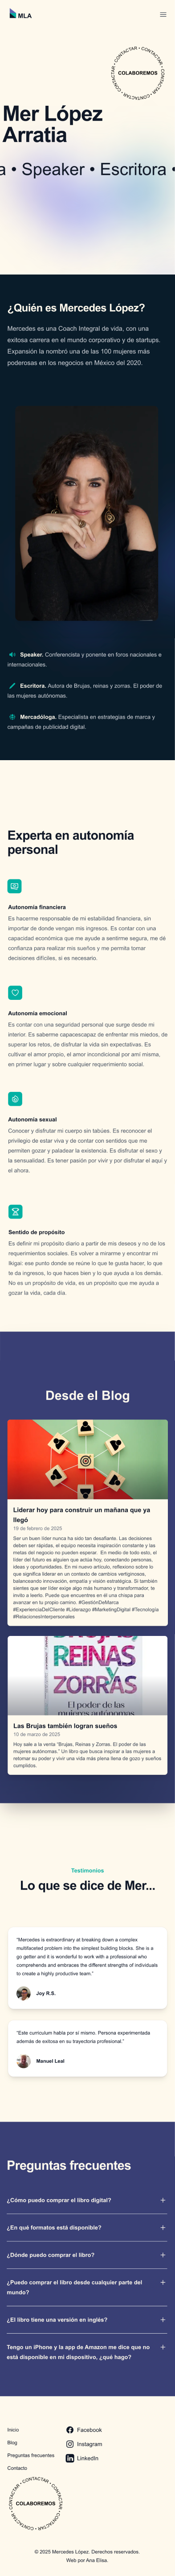 MLA
CONTACTAR • CONTACTAR • CONTACTAR • CONTACTAR •
COLABOREMOS
Mer López
Arratia
a • Speaker • Escritora •
¿Quién es Mercedes López?
Mercedes es una Coach Integral de vida, con una
exitosa carrera en el mundo corporativo y de startups.
Expansión la nombró una de las 100 mujeres más
poderosas en los negocios en México del 2020.
Speaker. Conferencista y ponente en foros nacionales e
internacionales.
Escritora. Autora de Brujas, reinas y zorras. El poder de
las mujeres autónomas.
Mercadóloga. Especialista en estrategias de marca y
campañas de publicidad digital.
Experta en autonomía
personal
Autonomía financiera
Es hacerme responsable de mi estabilidad financiera, sin
importar de donde vengan mis ingresos. Es contar con una
capacidad económica que me ayude a sentirme segura, me dé
confianza para realizar mis sueños y me permita tomar
decisiones difíciles, si es necesario.
Autonomía emocional
Es contar con una seguridad personal que surge desde mi
interior. Es saberme capacescapaz de enfrentar mis miedos,
superar los retos, de disfrutar la vida sin expectativas. Es
cultivar el amor propio, el amor incondicional por amí misma,
en primer lugar y sobre cualquier requerimiento social.
Autonomía sexual
Conocer y disfrutar mi cuerpo sin tabúes. Es reconocer el
privilegio de estar viva y contar con sentidos que me
permiten gozar y paladear la existencia. Es disfrutar el sexo y
la sensualidad. Es tener pasión por vivir y por disfrutar el aquí y
el ahora.
Sentido de propósito
Es definir mi propósito diario a partir de mis deseos y no de los
requerimientos sociales. Es volver a mirarme y encontrar mi
Ikigai: ese punto donde se reúne lo que te gusta hacer, lo que
te da ingresos, lo que haces bien y lo que ayuda a los demás.
No es un propósito de vida, es un propósito que me ayuda a
gozar la vida, cada día.
Desde el Blog
Liderar hoy para construir un mañana que ya
llegó
19 de febrero de 2025
Ser un buen líder nunca ha sido tan desafiante. Las decisiones
deben ser rápidas, el equipo necesita inspiración constante y las
metas del negocio no pueden esperar. En medio de todo esto, el
líder del futuro es alguien que actúa hoy, conectando personas,
ideas y oportunidades. En mi nuevo artículo, reflexiono sobre lo
que significa liderar en un contexto de cambios vertiginosos,
balanceando innovación, empatía y visión estratégica. Si también
sientes que ser líder exige algo más humano y transformador, te
invito a leerlo. Puede que encuentres en él una chispa para
avanzar en tu propio camino. #GestiónDeMarca
#ExperienciaDelCliente #Liderazgo #MarketingDigital #Tecnología
#RelacionesInterpersonales
BRUJAS,
REINAS Y
ZORRAS
El poder de las
mujeres autónomas
Las Brujas también logran sueños
10 de marzo de 2025
Hoy sale a la venta “Brujas, Reinas y Zorras. El poder de las
mujeres autónomas.” Un libro que busca inspirar a las mujeres a
retomar su poder y vivir una vida más plena llena de gozo y sueños
cumplidos.
Testimonios
Lo que se dice de Mer...
“Mercedes is extraordinary at breaking down a complex
multifaceted problem into the simplest building blocks. She is a
go getter and it is wonderful to work with a professional who
comprehends and embraces the different strengths of individuals
to create a highly productive team.”
Joy R.S.
“Este currículum habla por sí mismo. Persona experimentada
además de exitosa en su trayectoria profesional.”
Manuel Leal
Preguntas frecuentes
¿Cómo puedo comprar el libro digital?
¿En qué formatos está disponible?
¿Dónde puedo comprar el libro?
¿Puedo comprar el libro desde cualquier parte del
mundo?
¿El libro tiene una versión en inglés?
Tengo un iPhone y la app de Amazon me dice que no
está disponible en mi dispositivo, ¿qué hago?
Inicio
Blog
Preguntas frecuentes
Contacto
Facebook
Instagram
LinkedIn
CONTACTAR • CONTACTAR • CONTACTAR • CONTACTAR •
COLABOREMOS
© 2025 Mercedes López. Derechos reservados.
Web por Ana Elisa.